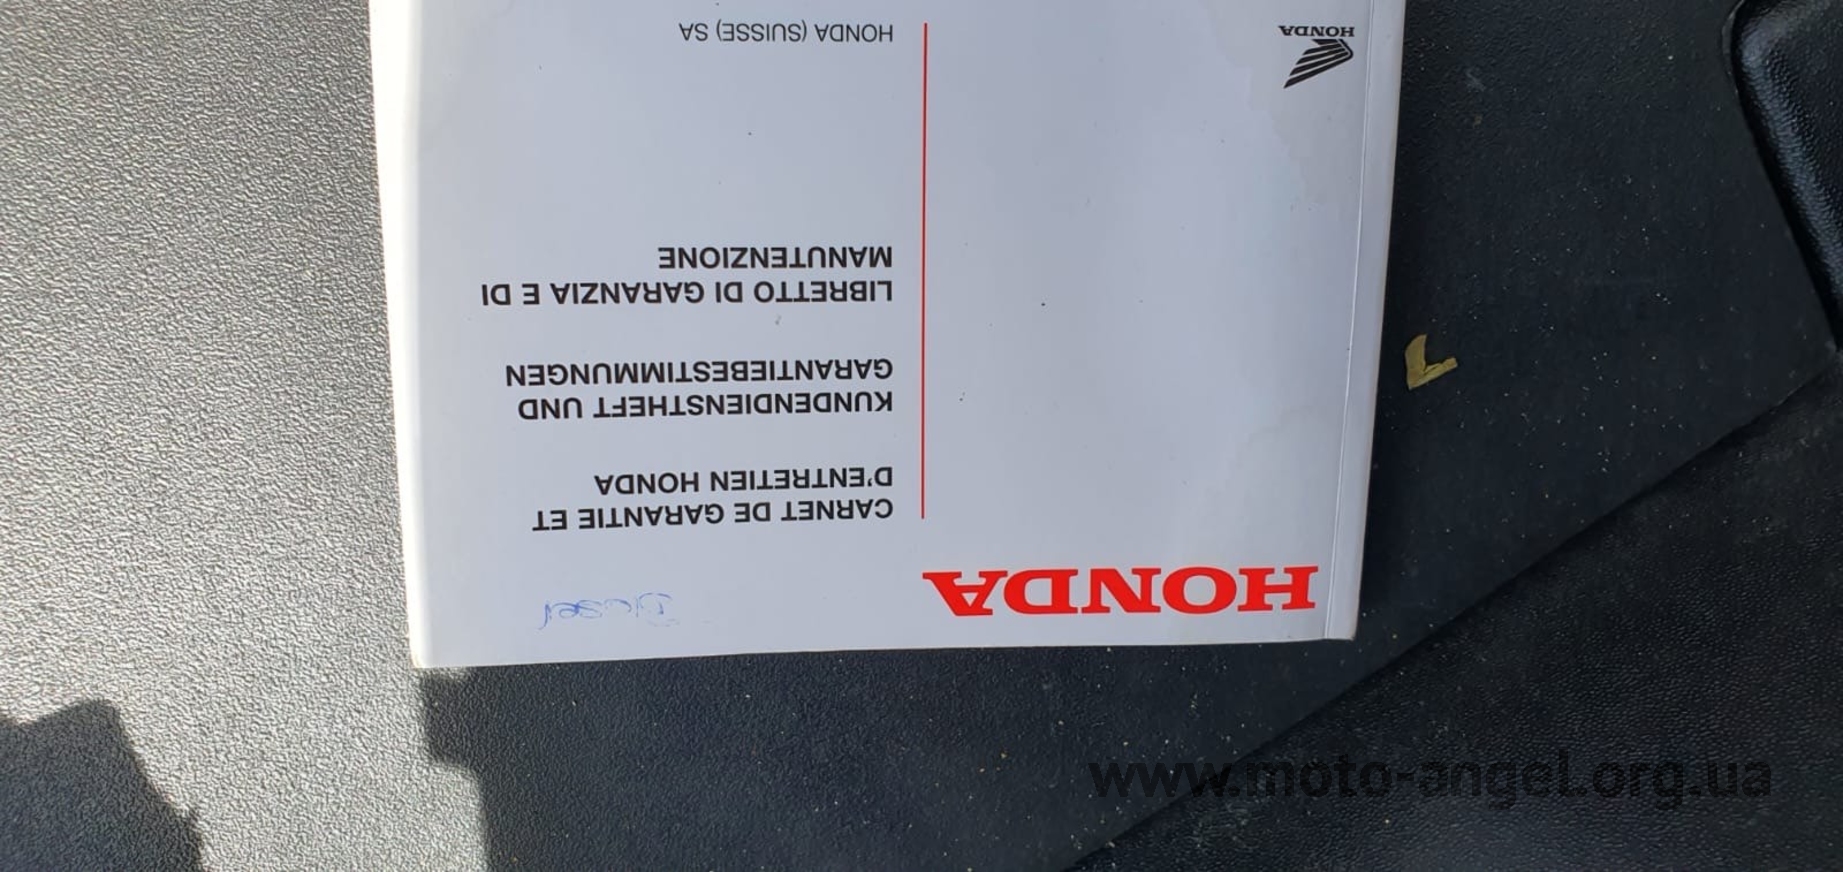 HONDA
CARNET DE GARANTIE ET
D'ENTRETIEN HONDA
KUNDENDIENSTHEFT UND
GARANTIEBESTIMMUNGEN
LIBRETTO DI GARANZIA E DI
MANUTENZIONE
HONDA
HONDA (SUISSE) SA
www.moto-angel.org.ua